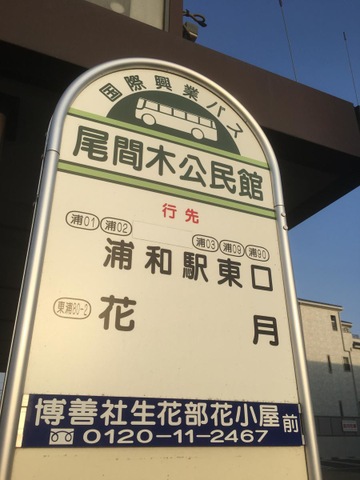 国際興業バス
尾間木公民館
行先
浦01 浦02 浦03 浦09 浦90
浦和駅東口
東浦80-2 花月
博善社生花部花小屋前
0120-11-2467